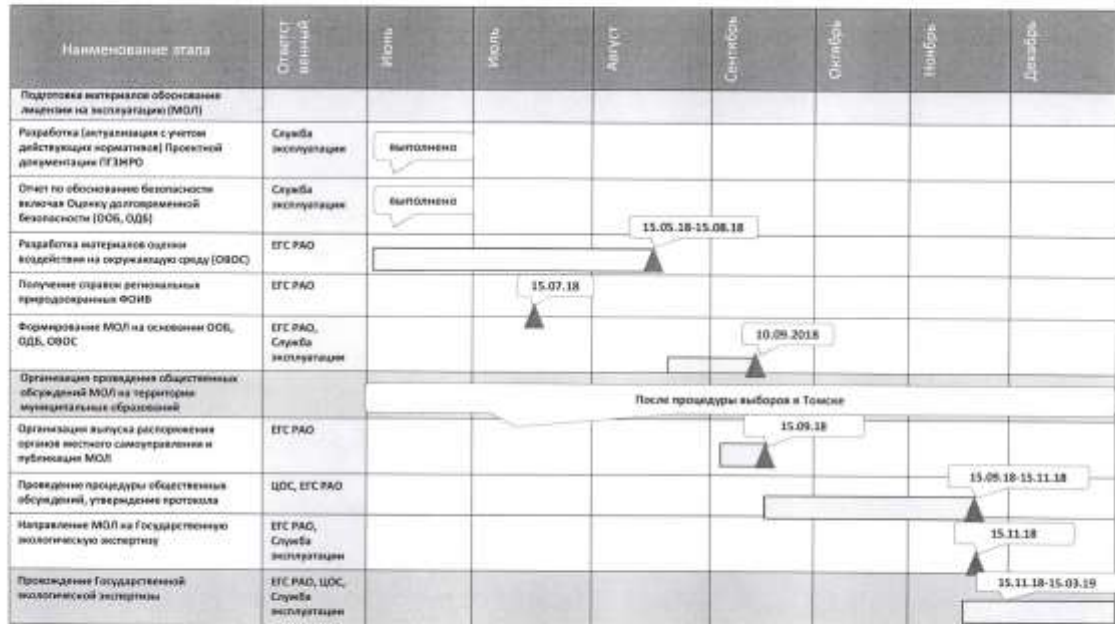 Наименование этапа
Ответст
венный
Июнь
Июль
Август
Сентябрь
Октябрь
Ноябрь
Декабрь
Подготовка материалов обоснования
лицензии на эксплуатацию (МОЛ)
Разработка (актуализация с учетом
действующих нормативов) Проектной
документации ПГЗЖРО
Служба
эксплуатации
выполнено
Отчет по обоснованию безопасности
включая Оценку долговременной
безопасности (ООБ, ОДБ)
Служба
эксплуатации
выполнено
Разработка материалов оценки
воздействия на окружающую среду (ОВОС)
ЕГС РАО
15.05.18-15.08.18
Получение справок региональных
природоохранных ФОИВ
ЕГС РАО
15.07.18
Формирование МОЛ на основании ООБ,
ОДБ, ОВОС
ЕГС РАО,
Служба
эксплуатации
10.09.2018
Организация проведения общественных
обсуждений МОЛ на территории
муниципальных образований
После процедуры выборов в Томске
Организация выпуска распоряжения
органов местного самоуправления и
публикация МОЛ
ЕГС РАО
15.09.18
Проведение процедуры общественных
обсуждений, утверждение протокола
ЦОС, ЕГС РАО
15.09.18-15.11.18
Направление МОЛ на Государственную
экологическую экспертизу
ЕГС РАО,
Служба
эксплуатации
15.11.18
Прохождение Государственной
экологической экспертизы
ЕГС РАО, ЦОС,
Служба
эксплуатации
15.11.18-15.03.19